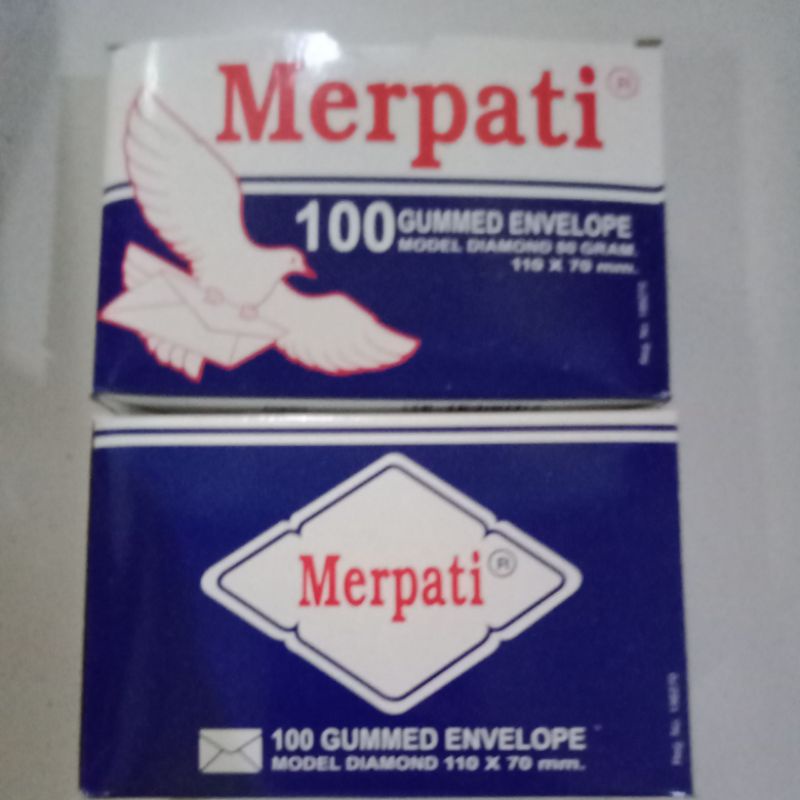 Merpati ®
100 GUMMED ENVELOPE
MODEL DIAMOND 80 GRAM.
110 X 70 mm.
Merpati ®
100 GUMMED ENVELOPE
MODEL DIAMOND 110 X 70 mm.